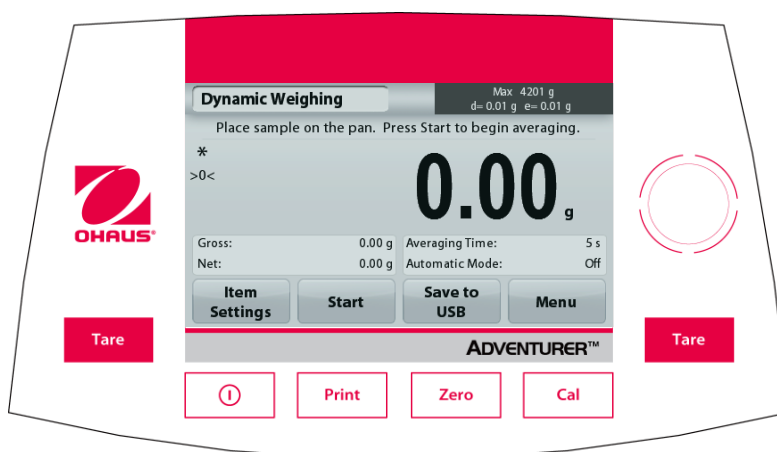 Dynamic Weighing
Max 4201 g
d= 0.01 g e= 0.01 g
Place sample on the pan. Press Start to begin averaging.
*
>0<
0.00 g
OHAUS®
Gross: 0.00 g Averaging Time: 5 s
Net: 0.00 g Automatic Mode: Off
Item Settings
Start
Save to USB
Menu
Tare
ADVENTURER™
Tare
Print
Zero
Cal